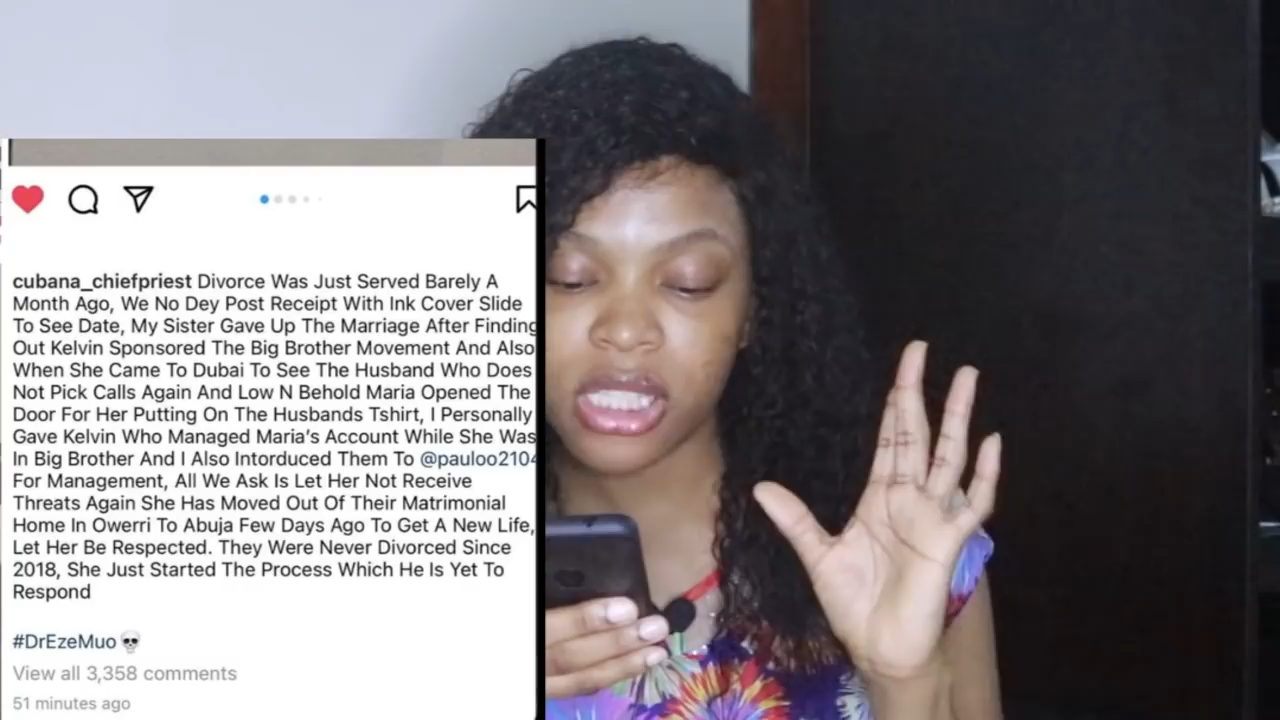 cubana_chiefpriest Divorce Was Just Served Barely A
Month Ago, We No Dey Post Receipt With Ink Cover Slide
To See Date, My Sister Gave Up The Marriage After Finding
Out Kelvin Sponsored The Big Brother Movement And Also
When She Came To Dubai To See The Husband Who Does
Not Pick Calls Again And Low N Behold Maria Opened The
Door For Her Putting On The Husbands Tshirt, I Personally
Gave Kelvin Who Managed Maria's Account While She Was
In Big Brother And I Also Intorduced Them To @pauloo2104
For Management, All We Ask Is Let Her Not Receive
Threats Again She Has Moved Out Of Their Matrimonial
Home In Owerri To Abuja Few Days Ago To Get A New Life,
Let Her Be Respected. They Were Never Divorced Since
2018, She Just Started The Process Which He Is Yet To
Respond
#DrEzeMuo💀
View all 3,358 comments
51 minutes ago